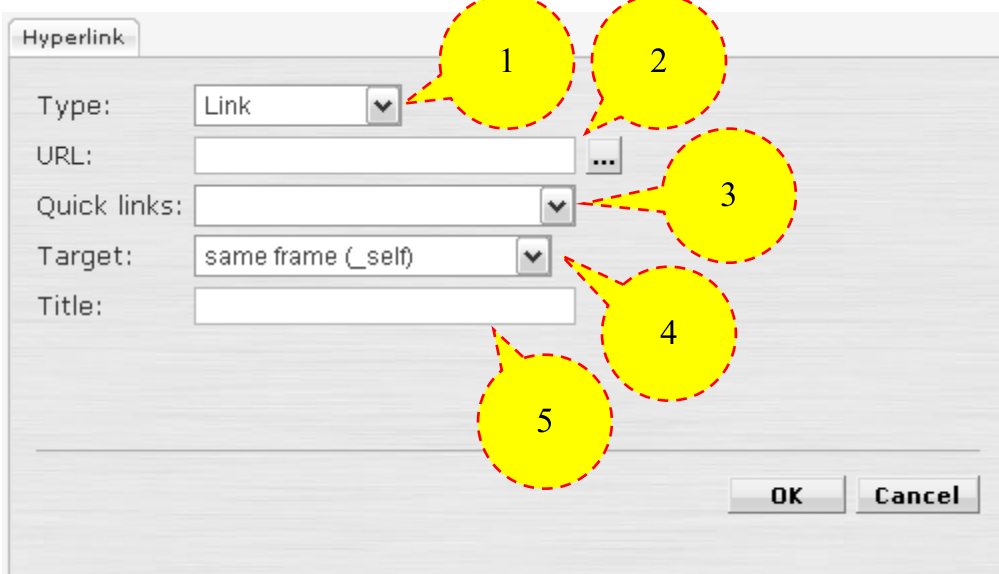 Hyperlink
1
2
Type: Link
URL: ...
Quick links:
3
Target: same frame (_self)
Title:
4
5
OK Cancel